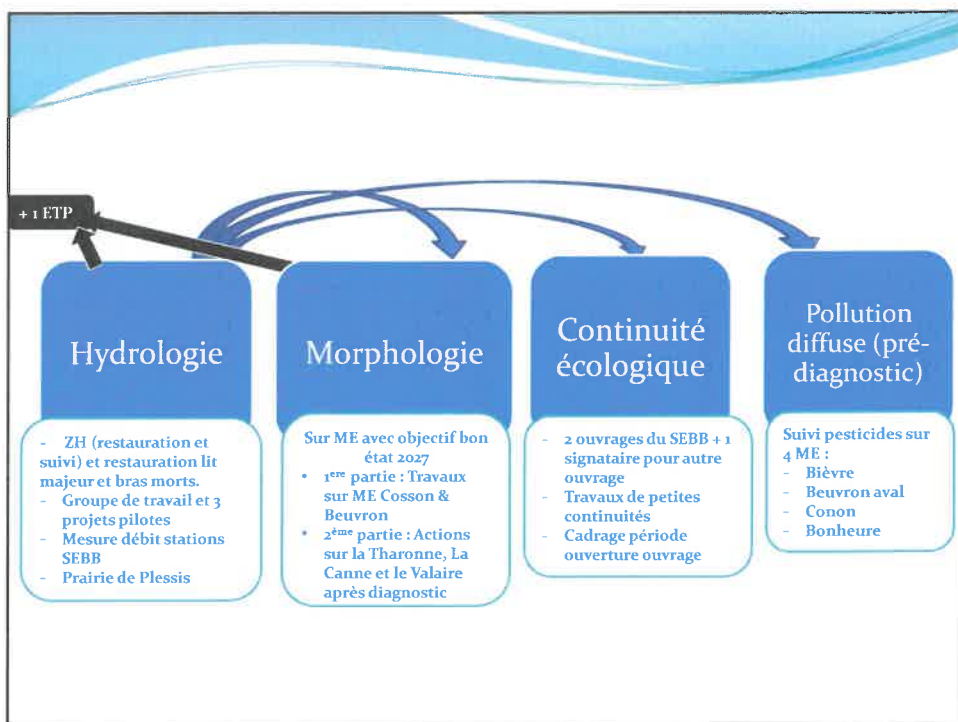 + 1 ETP
Hydrologie
- ZH (restauration et
suivi) et restauration lit
majeur et bras morts.
- Groupe de travail et 3
projets pilotes
- Mesure débit stations
SEBB
- Prairie de Plessis
Morphologie
Sur ME avec objectif bon
état 2027
• 1ere partie : Travaux
sur ME Cosson &
Beuvron
• 2ème partie : Actions
sur la Tharonne, La
Canne et le Valaire
après diagnostic
Continuité
écologique
- 2 ouvrages du SEBB + 1
signataire pour autre
ouvrage
- Travaux de petites
continuités
- Cadrage période
ouverture ouvrage
Pollution
diffuse (pré-
diagnostic)
Suivi pesticides sur
4 ME :
- Bièvre
- Beuvron aval
- Conon
- Bonheure